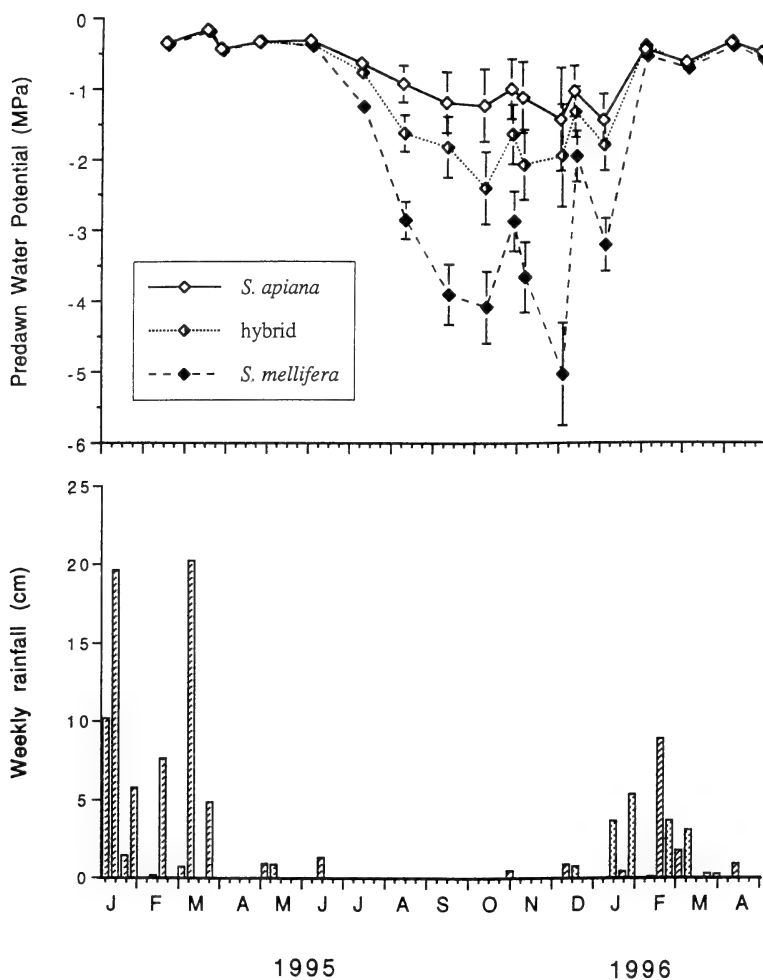 Predawn Water Potential (MPa)
0
-1
-2
-3
-4
-5
-6
S. apiana
hybrid
S. mellifera
Weekly rainfall (cm)
25
20
15
10
5
0
J F M A M J J A S O N D J F M A
1995 1996